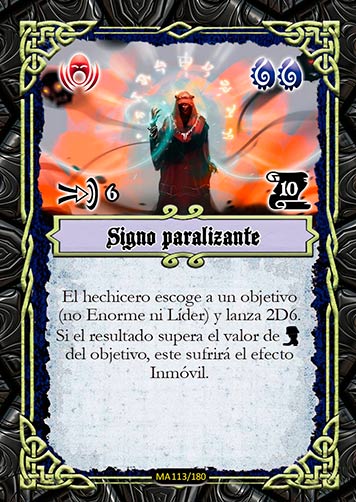 6
10
Signo paralizante
El hechicero escoge a un objetivo
(no Enorme ni Líder) y lanza 2D6.
Si el resultado supera el valor de
del objetivo, este sufrirá el efecto
Inmóvil.
MA113/180